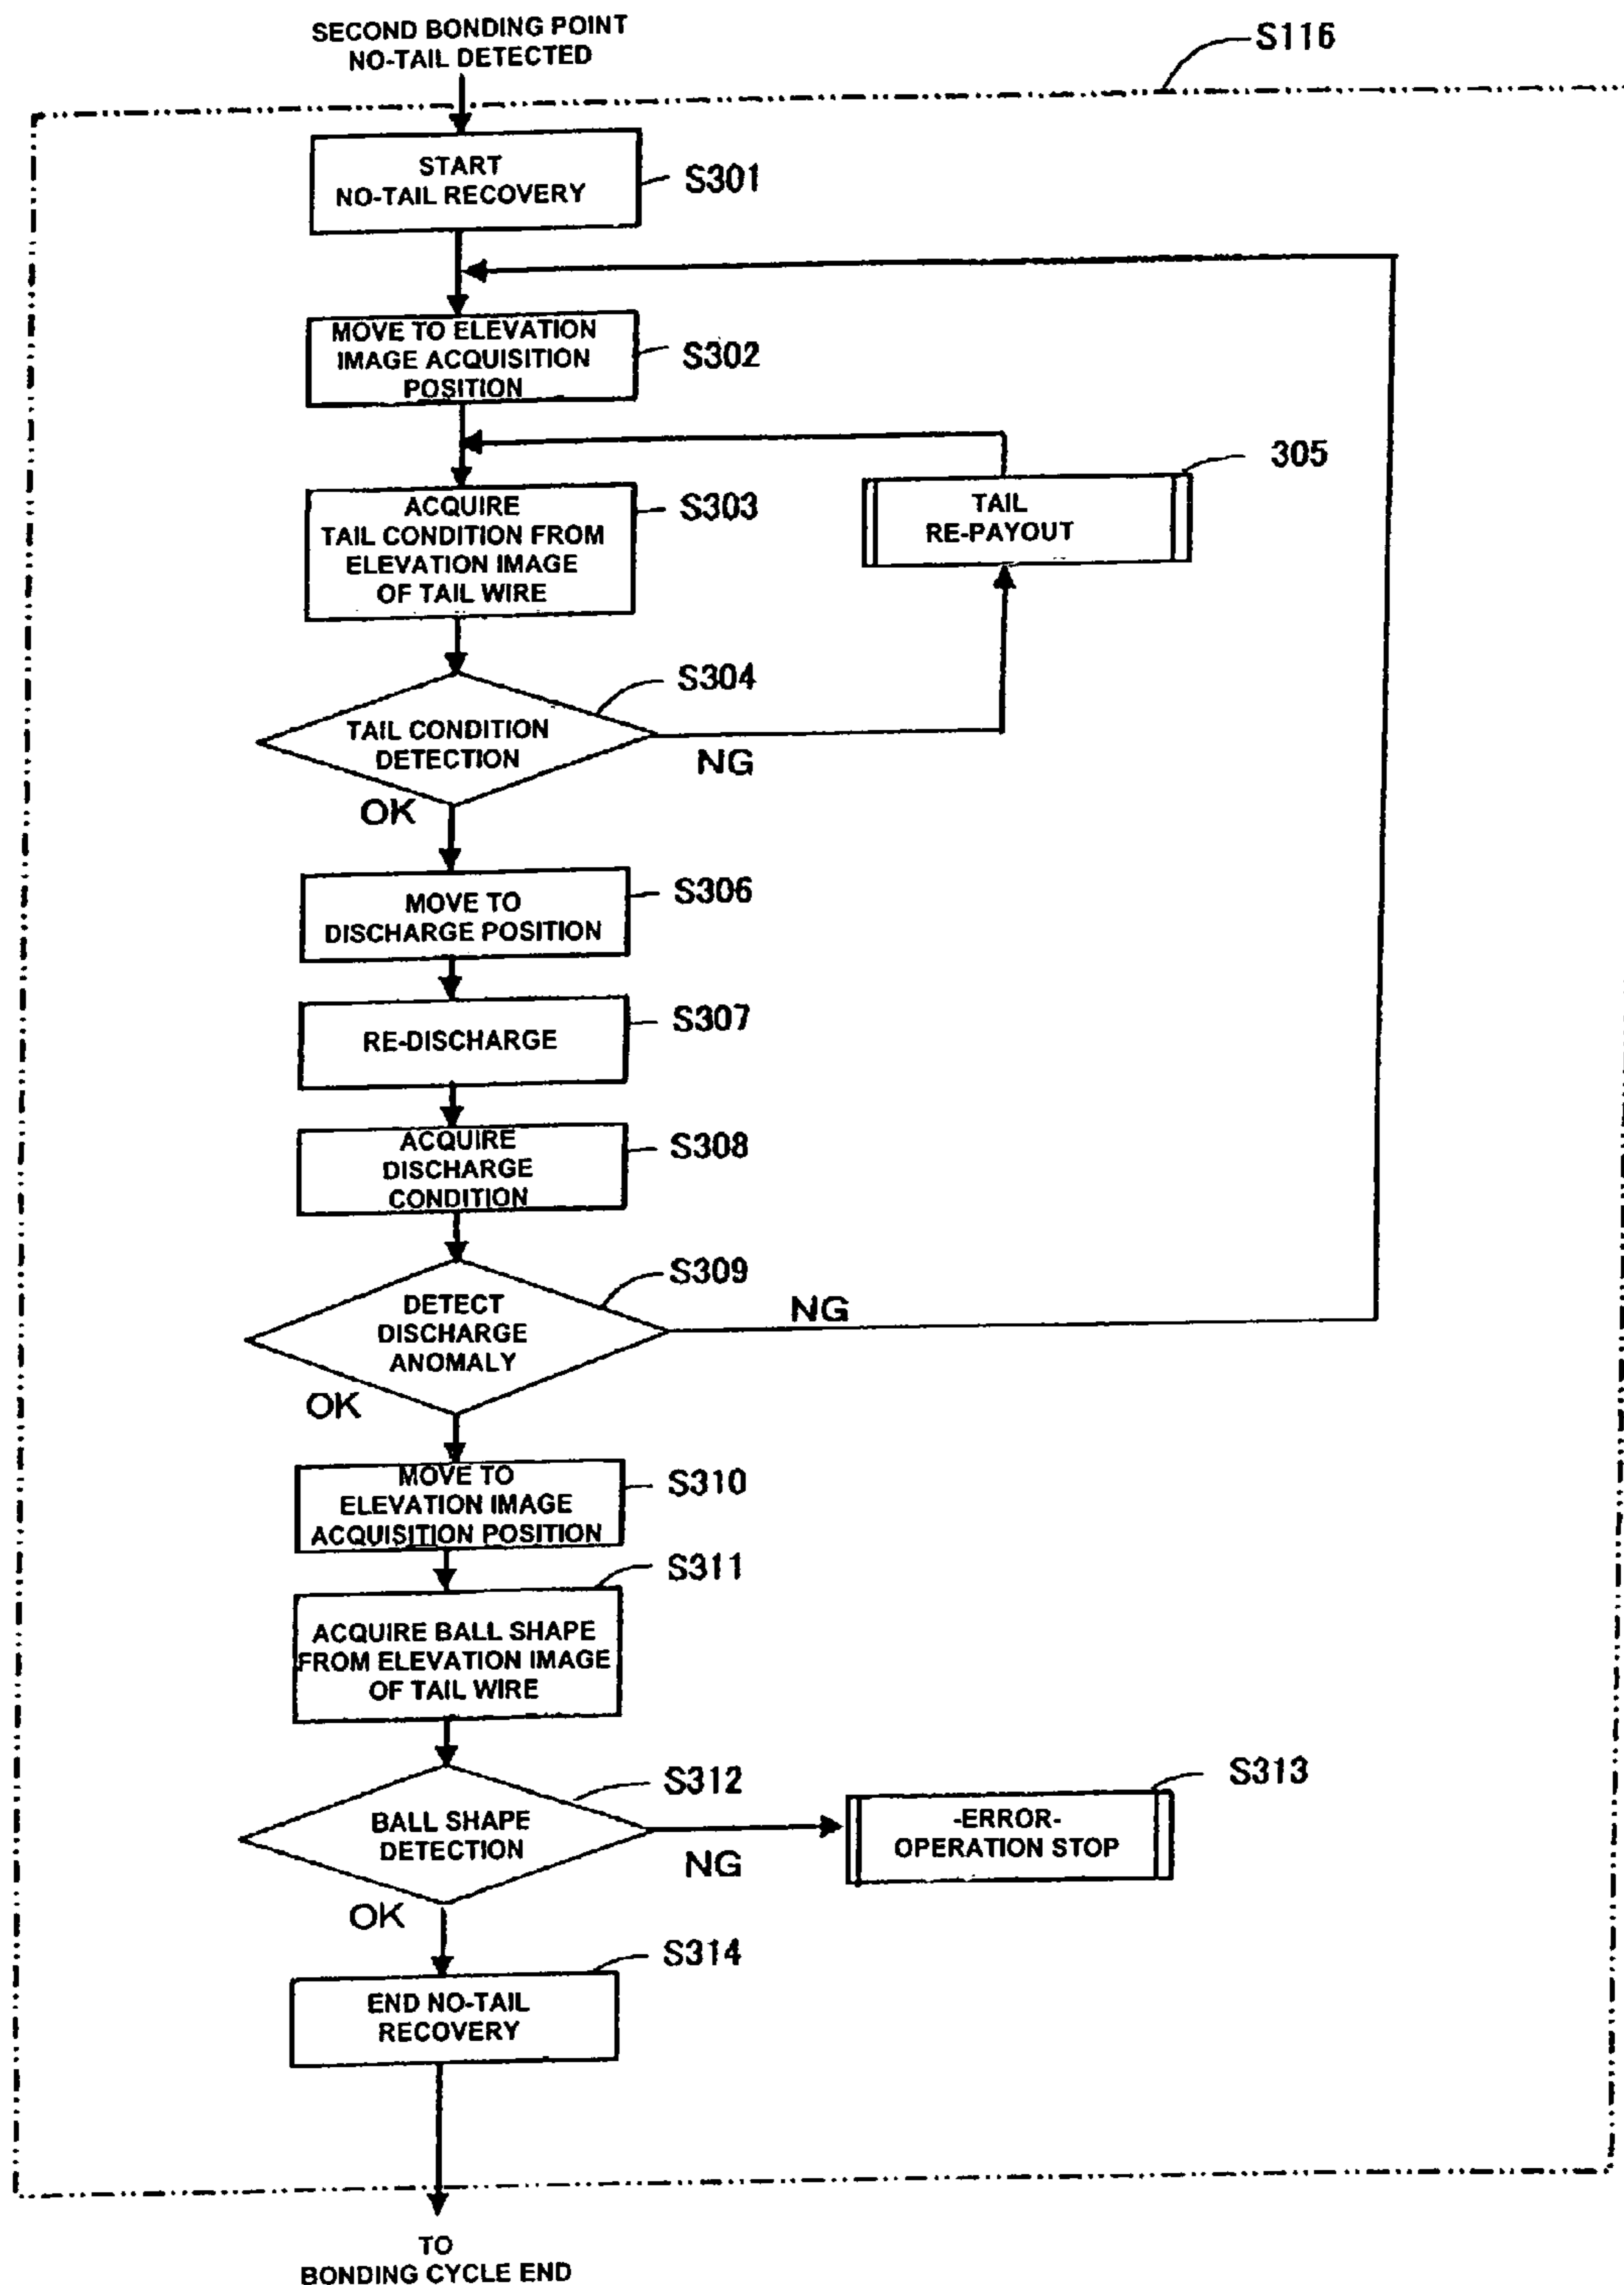 SECOND BONDING POINT
NO-TAIL DETECTED
S116
START
NO-TAIL RECOVERY
S301
MOVE TO ELEVATION
IMAGE ACQUISITION
POSITION
S302
ACQUIRE
TAIL CONDITION FROM
ELEVATION IMAGE
OF TAIL WIRE
S303
TAIL
RE-PAYOUT
305
TAIL CONDITION
DETECTION
S304
NG
OK
MOVE TO
DISCHARGE POSITION
S306
RE-DISCHARGE
S307
ACQUIRE
DISCHARGE
CONDITION
S308
DETECT
DISCHARGE
ANOMALY
S309
NG
OK
MOVE TO
ELEVATION IMAGE
ACQUISITION POSITION
S310
ACQUIRE BALL SHAPE
FROM ELEVATION IMAGE
OF TAIL WIRE
S311
BALL SHAPE
DETECTION
S312
NG
-ERROR-
OPERATION STOP
S313
OK
END NO-TAIL
RECOVERY
S314
TO
BONDING CYCLE END